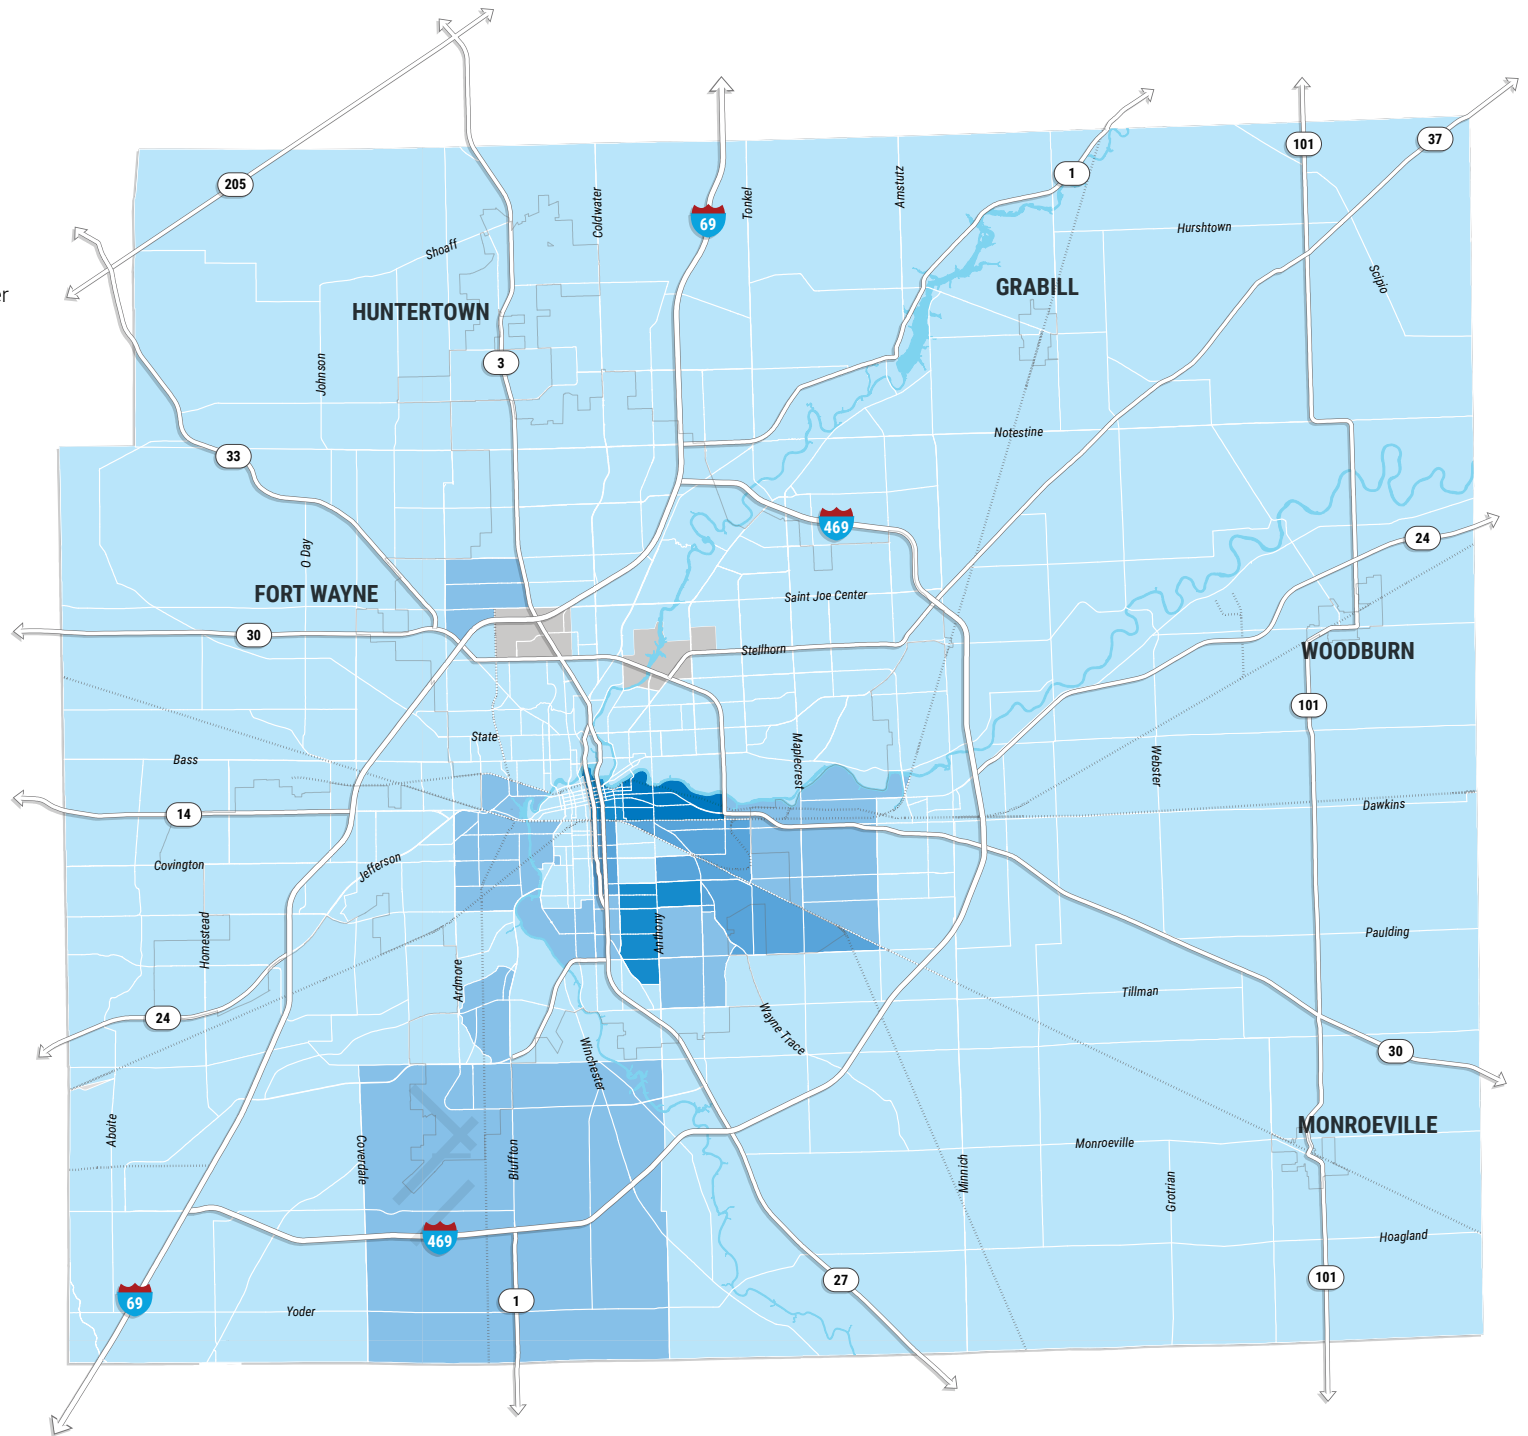 101
37
1
205
Amstutz
Tonkel
Coldwater
69
Hurshtown
Shoaff
Scipio
GRABILL
er
HUNTERTOWN
3
Johnson
Notestine
33
469
24
O Day
FORT WAYNE
Saint Joe Center
30
Stellhorn
WOODBURN
101
State
Bass
Maplecrest
Webster
14
Dawkins
Covington
Jefferson
Homestead
Anthony
Paulding
Ardmore
Tillman
24
Wayne Trace
30
Winchester
Aboite
MONROEVILLE
Coverdale
Bluffton
Monroeville
Minnich
Grotrian
469
Hoagland
27
101
69
1
Yoder